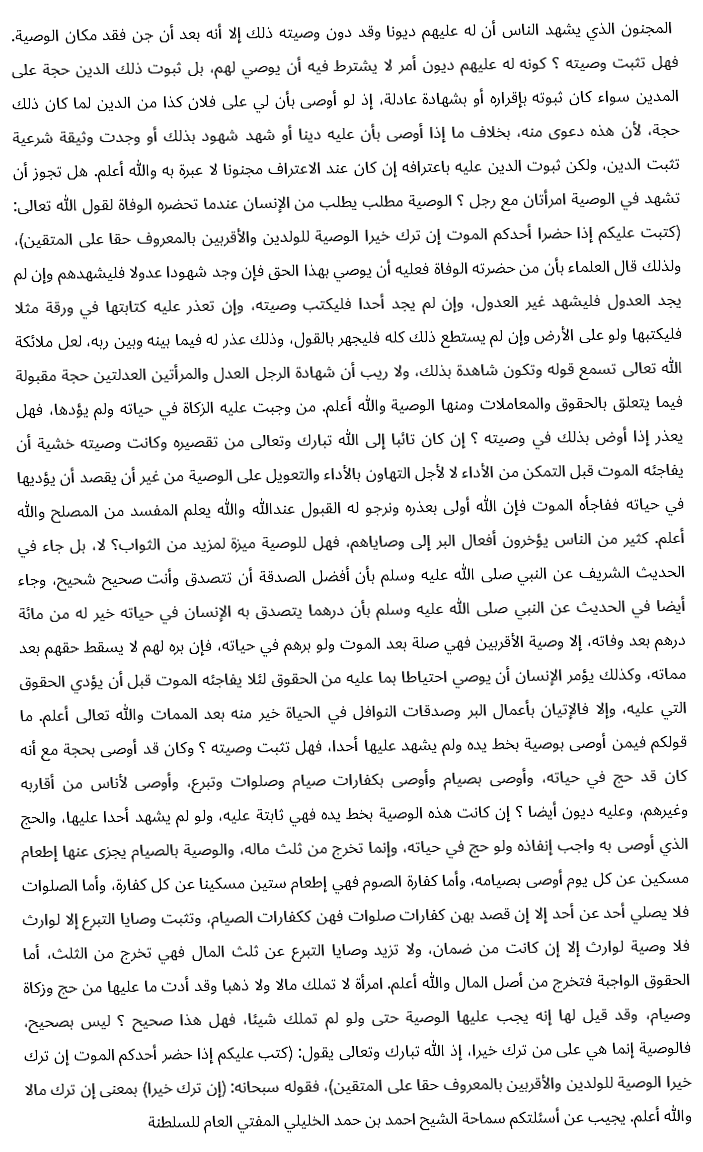 المجنون الذي يشهد الناس أن له عليهم ديونا وقد دون وصيته ذلك إلا أنه بعد أن جن فقد مكان الوصية.
فهل تثبت وصيته ؟ كونه له عليهم ديون أمر لا يشترط فيه أن يوصي لهم، بل ثبوت ذلك الدين حجة على
المدين سواء كان ثبوته بإقراره أو بشهادة عادلة، إذ لو أوصى بأن لي على فلان كذا من الدين لما كان ذلك
حجة، لأن هذه دعوى منه، بخلاف ما إذا أوصى بأن عليه دينا أو شهد شهود بذلك أو وجدت وثيقة شرعية
تثبت الدين، ولكن ثبوت الدين عليه باعترافه إن كان عند الاعتراف مجنونا لا عبرة به والله أعلم. هل تجوز أن
تشهد في الوصية امرأتان مع رجل ؟ الوصية مطلب يطلب من الإنسان عندما تحضره الوفاة لقول الله تعالى:
(كتبت عليكم إذا حضرا أحدكم الموت إن ترك خيرا الوصية للولدين والأقربين بالمعروف حقا على المتقين)،
ولذلك قال العلماء بأن من حضرته الوفاة فعليه أن يوصي بهذا الحق فإن وجد شهودا عدولا فليشهدهم وإن لم
يجد العدول فليشهد غير العدول، وإن لم يجد أحدا فليكتب وصيته، وإن تعذر عليه كتابتها في ورقة مثلا
فليكتبها ولو على الأرض وإن لم يستطع ذلك كله فليجهر بالقول، وذلك عذر له فيما بينه وبين ربه، لعل ملائكة
الله تعالى تسمع قوله وتكون شاهدة بذلك، ولا ريب أن شهادة الرجل العدل والمرأتين العدلتين حجة مقبولة
فيما يتعلق بالحقوق والمعاملات ومنها الوصية والله أعلم. من وجبت عليه الزكاة في حياته ولم يؤدها، فهل
يعذر إذا أوض بذلك في وصيته ؟ إن كان تائبا إلى الله تبارك وتعالى من تقصيره وكانت وصيته خشية أن
يفاجئه الموت قبل التمكن من الأداء لا لأجل التهاون بالأداء والتعويل على الوصية من غير أن يقصد أن يؤديها
في حياته ففاجأه الموت فإن الله أولى بعذره ونرجو له القبول عندالله والله يعلم المفسد من المصلح والله
أعلم. كثير من الناس يؤخرون أفعال البر إلى وصاياهم، فهل للوصية ميزة لمزيد من الثواب؟ لا، بل جاء في
الحديث الشريف عن النبي صلى الله عليه وسلم بأن أفضل الصدقة أن تتصدق وأنت صحيح شحيح، وجاء
أيضا في الحديث عن النبي صلى الله عليه وسلم بأن درهما يتصدق به الإنسان في حياته خير له من مائة
درهم بعد وفاته، إلا وصية الأقربين فهي صلة بعد الموت ولو برهم في حياته، فإن بره لهم لا يسقط حقهم بعد
مماته، وكذلك يؤمر الإنسان أن يوصي احتياطا بما عليه من الحقوق لئلا يفاجئه الموت قبل أن يؤدي الحقوق
التي عليه، وإلا فالإتيان بأعمال البر وصدقات النوافل في الحياة خير منه بعد الممات والله تعالى أعلم. ما
قولكم فيمن أوصى بوصية بخط يده ولم يشهد عليها أحدا، فهل تثبت وصيته ؟ وكان قد أوصى بحجة مع أنه
كان قد حج في حياته، وأوصى بصيام وأوصى بكفارات صيام وصلوات وتبرع، وأوصى لأناس من أقاربه
وغيرهم، وعليه ديون أيضا ؟ إن كانت هذه الوصية بخط يده فهي ثابتة عليه، ولو لم يشهد أحدا عليها، والحج
الذي أوصى به واجب إنفاذه ولو حج في حياته، وإنما تخرج من ثلث ماله، والوصية بالصيام يجزى عنها إطعام
مسكين عن كل يوم أوصى بصيامه، وأما كفارة الصوم فهي إطعام ستين مسكينا عن كل كفارة، وأما الصلوات
فلا يصلي أحد عن أحد إلا إن قصد بهن كفارات صلوات فهن ككفارات الصيام، وتثبت وصايا التبرع إلا لوارث
فلا وصية لوارث إلا إن كانت من ضمان، ولا تزيد وصايا التبرع عن ثلث المال فهي تخرج من الثلث، أما
الحقوق الواجبة فتخرج من أصل المال والله أعلم. امرأة لا تملك مالا ولا ذهبا وقد أدت ما عليها من حج وزكاة
وصيام، وقد قيل لها إنه يجب عليها الوصية حتى ولو لم تملك شيئا، فهل هذا صحيح ؟ ليس بصحيح،
فالوصية إنما هي على من ترك خيرا، إذ الله تبارك وتعالى يقول: (كتب عليكم إذا حضر أحدكم الموت إن ترك
خيرا الوصية للولدين والأقربين بالمعروف حقا على المتقين)، فقوله سبحانه: (إن ترك خيرا) بمعنى إن ترك مالا
والله أعلم. يجيب عن أسئلتكم سماحة الشيح احمد بن حمد الخليلي المفتي العام للسلطنة